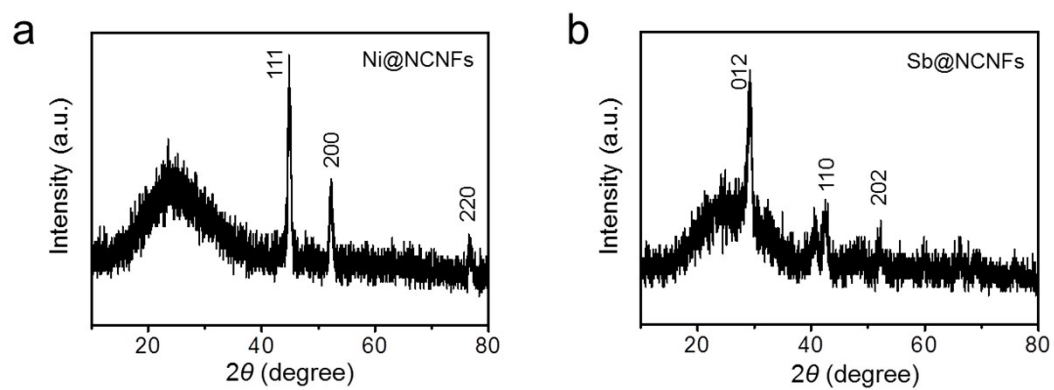 a
Ni@NCNFs
111
200
220
Intensity (a.u.)
20
40
60
80
2θ (degree)
b
Sb@NCNFs
012
110
202
Intensity (a.u.)
20
40
60
80
2θ (degree)